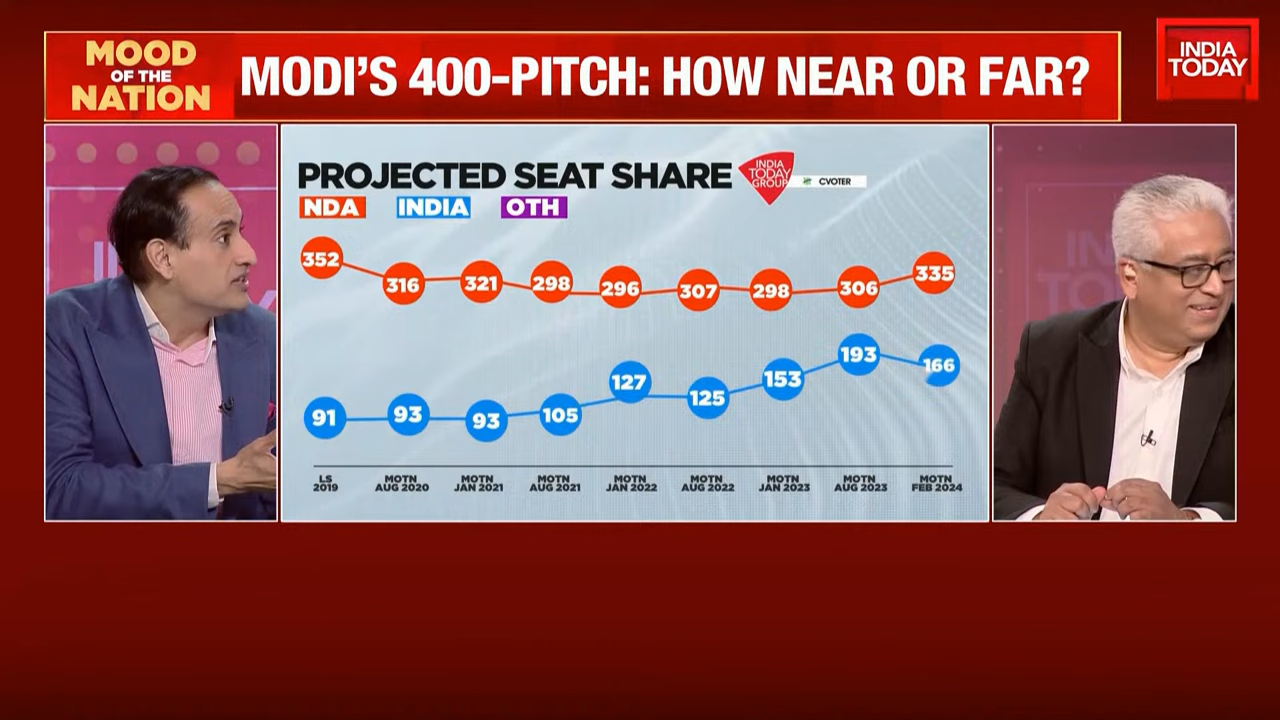 MOOD
OF THE
NATION
MODI'S 400-PITCH: HOW NEAR OR FAR?
INDIA
TODAY
PROJECTED SEAT SHARE
INDIA
TODAY
GROUP
CVOTER
NDA INDIA OTH
352 316 321 298 296 307 298 306 335
91 93 93 105 127 125 153 193 166
LS
2019
MOTN
AUG 2020
MOTN
JAN 2021
MOTN
AUG 2021
MOTN
JAN 2022
MOTN
AUG 2022
MOTN
JAN 2023
MOTN
AUG 2023
MOTN
FEB 2024
IN
TO